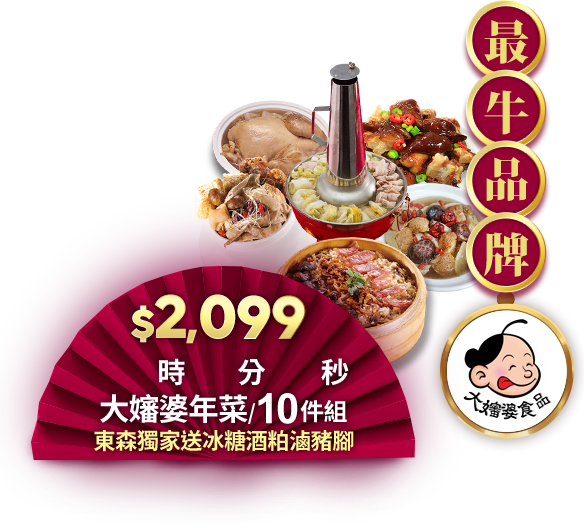 最牛品牌
$2,099
時 分 秒
大嬸婆年菜/10件組
東森獨家送冰糖酒粕滷豬腳
大嬸婆食品